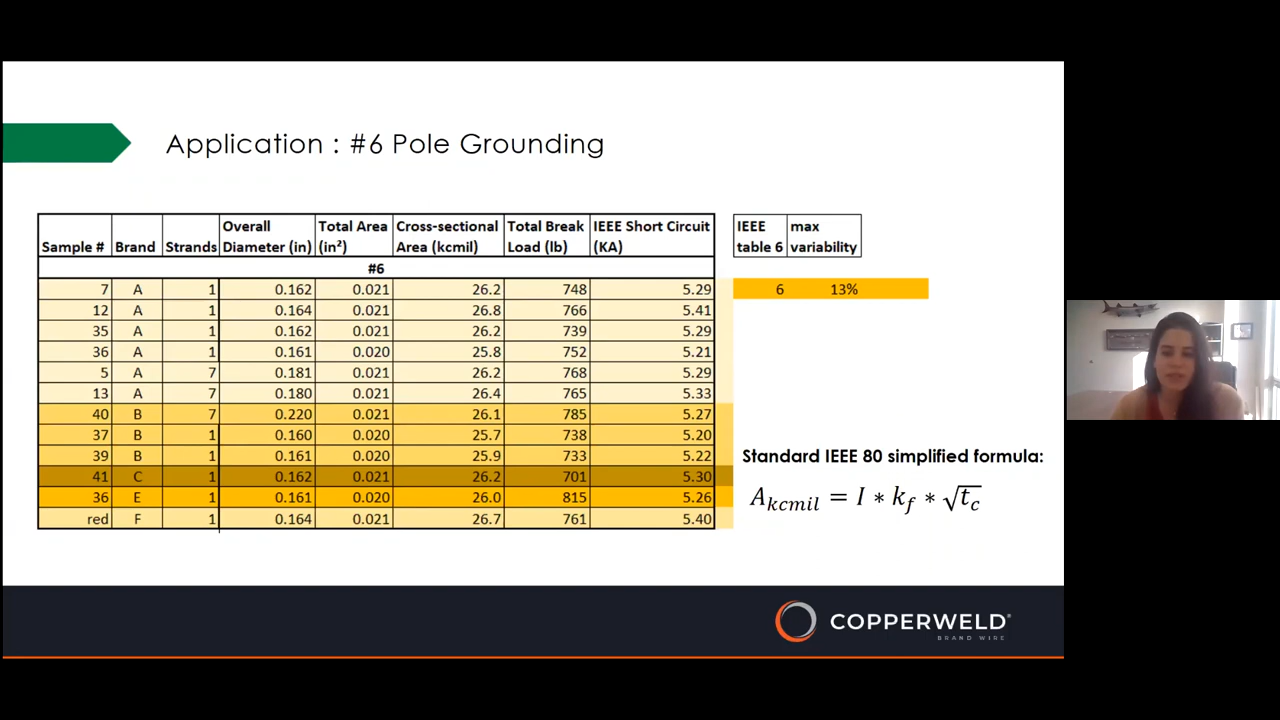 Application : #6 Pole Grounding
Sample # Brand Strands Overall Diameter (in) Total Area (in²) Cross-sectional Area (kcmil) Total Break Load (lb) IEEE Short Circuit (KA)
#6
7 A 1 0.162 0.021 26.2 748 5.29
12 A 1 0.164 0.021 26.8 766 5.41
35 A 1 0.162 0.021 26.2 739 5.29
36 A 1 0.161 0.020 25.8 752 5.21
5 A 7 0.181 0.021 26.2 768 5.29
13 A 7 0.180 0.021 26.4 765 5.33
40 B 7 0.220 0.021 26.1 785 5.27
37 B 1 0.160 0.020 25.7 738 5.20
39 B 1 0.161 0.020 25.9 733 5.22
41 C 1 0.162 0.021 26.2 701 5.30
36 E 1 0.161 0.020 26.0 815 5.26
red F 1 0.164 0.021 26.7 761 5.40
IEEE table 6 max variability
6 13%
Standard IEEE 80 simplified formula:
A_kcmil = I * k_f * √t_c
COPPERWELD®
BRAND WIRE